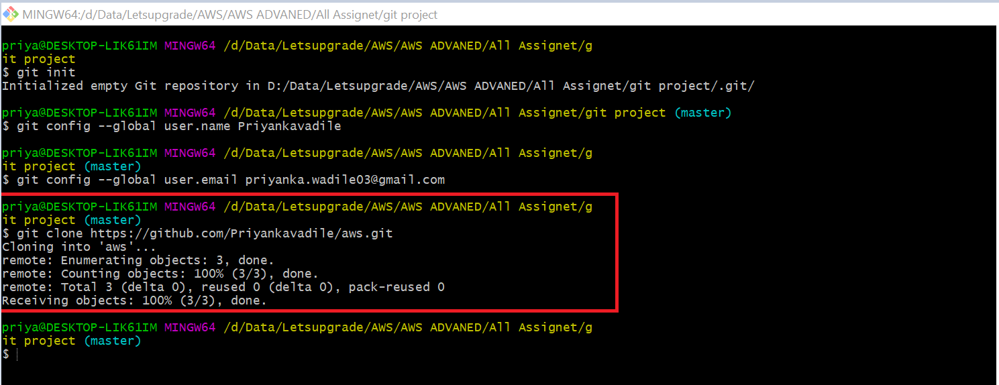 MINGW64:/d/Data/Letsupgrade/AWS/AWS ADVANED/All Assignet/git project
priya@DESKTOP-LIK61IM MINGW64 /d/Data/Letsupgrade/AWS/AWS ADVANED/All Assignet/g
it project
$ git init
Initialized empty Git repository in D:/Data/Letsupgrade/AWS/AWS ADVANED/All Assignet/git project/.git/
priya@DESKTOP-LIK61IM MINGW64 /d/Data/Letsupgrade/AWS/AWS ADVANED/All Assignet/git project (master)
$ git config --global user.name Priyankavadile
priya@DESKTOP-LIK61IM MINGW64 /d/Data/Letsupgrade/AWS/AWS ADVANED/All Assignet/g
it project (master)
$ git config --global user.email priyanka.wadile03@gmail.com
priya@DESKTOP-LIK61IM MINGW64 /d/Data/Letsupgrade/AWS/AWS ADVANED/All Assignet/g
it project (master)
$ git clone https://github.com/Priyankavadile/aws.git
Cloning into 'aws'...
remote: Enumerating objects: 3, done.
remote: Counting objects: 100% (3/3), done.
remote: Total 3 (delta 0), reused 0 (delta 0), pack-reused 0
Receiving objects: 100% (3/3), done.
priya@DESKTOP-LIK61IM MINGW64 /d/Data/Letsupgrade/AWS/AWS ADVANED/All Assignet/g
it project (master)
$